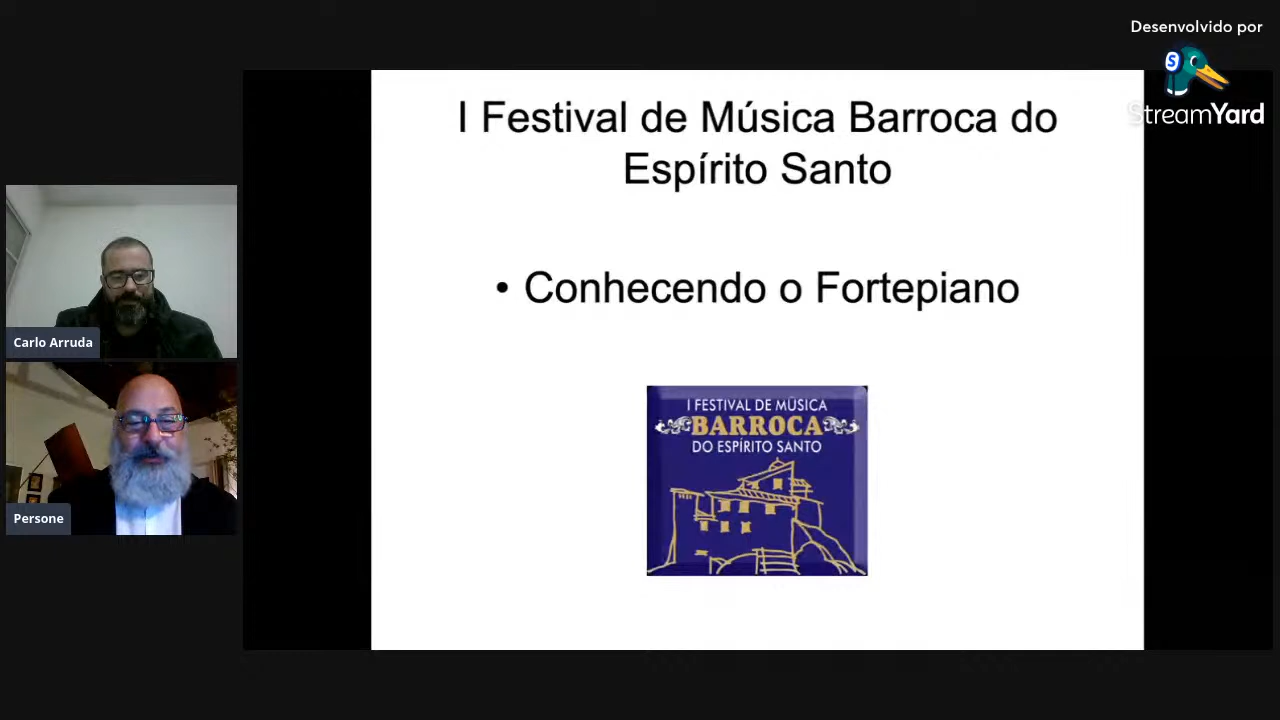 Desenvolvido por
StreamYard
I Festival de Música Barroca do
Espírito Santo
• Conhecendo o Fortepiano
I FESTIVAL DE MÚSICA
BARROCA
DO ESPÍRITO SANTO
Carlo Arruda
Persone